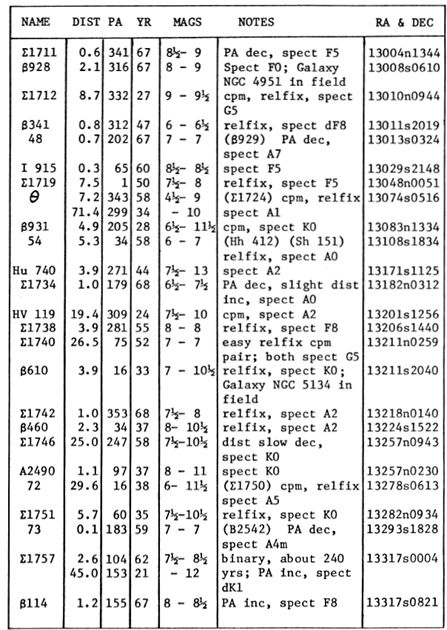 NAME DIST PA YR MAGS NOTES RA & DEC
Σ1711 0.6 341 67 8½- 9 PA dec, spect F5 13004n1344
β928 2.1 316 67 8 - 9 Spect F0; Galaxy 13008s0610
NGC 4951 in field
Σ1712 8.7 332 27 9 - 9½ cpm, relfix, spect 13010n0944
G5
β341 0.8 312 47 6 - 6½ relfix, spect dF8 13011s2019
48 0.7 202 67 7 - 7 (β929) PA dec, 13013s0324
spect A7
I 915 0.3 65 60 8½- 8½ spect F5 13029s2148
Σ1719 7.5 1 50 7½- 8 relfix, spect F5 13048n0051
θ 7.2 343 58 4½- 9 (Σ1724) cpm, relfix 13074s0516
71.4 299 34 - 10 spect A1
β931 4.9 205 28 6½- 11½ cpm, spect K0 13083n1334
54 5.3 34 58 6 - 7 (Hh 412) (Sh 151) 13108s1834
relfix, spect A0
Hu 740 3.9 271 44 7½- 13 spect A2 13171s1125
Σ1734 1.0 179 68 6½- 7½ PA dec, slight dist 13182n0312
inc, spect A0
HV 119 19.4 309 24 7½- 10 cpm, spect A2 13201s1256
Σ1738 3.9 281 55 8 - 8 relfix, spect F8 13206s1440
Σ1740 26.5 75 52 7 - 7 easy relfix cpm 13211n0259
pair; both spect G5
β610 3.9 16 33 7 - 10½ relfix, spect K0; 13211s2040
Galaxy NGC 5134 in
field
Σ1742 1.0 353 68 7½- 8 relfix, spect A2 13218n0140
β460 2.3 34 37 8- 10½ relfix, spect A2 13224s1522
Σ1746 25.0 247 58 7½-10½ dist slow dec, 13257n0943
spect K0
A2490 1.1 97 37 8 - 11 spect K0 13257n0230
72 29.6 16 38 6- 11½ (Σ1750) cpm, relfix 13278s0613
spect A5
Σ1751 5.7 60 35 7½-10½ relfix, spect K0 13282n0934
73 0.1 183 59 7 - 7 (B2542) PA dec, 13293s1828
spect A4m
Σ1757 2.6 104 62 7½- 8½ binary, about 240 13317s0004
45.0 153 21 - 12 yrs; PA inc, spect
dK1
β114 1.2 155 67 8 - 8½ PA inc, spect F8 13317s0821